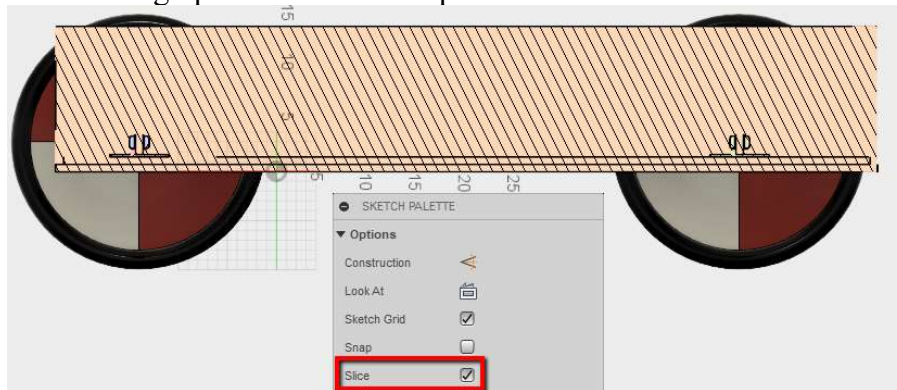 15
10
5
5
10
15
20
25
SKETCH PALETTE
Options
Construction
Look At
Sketch Grid
Snap
Slice